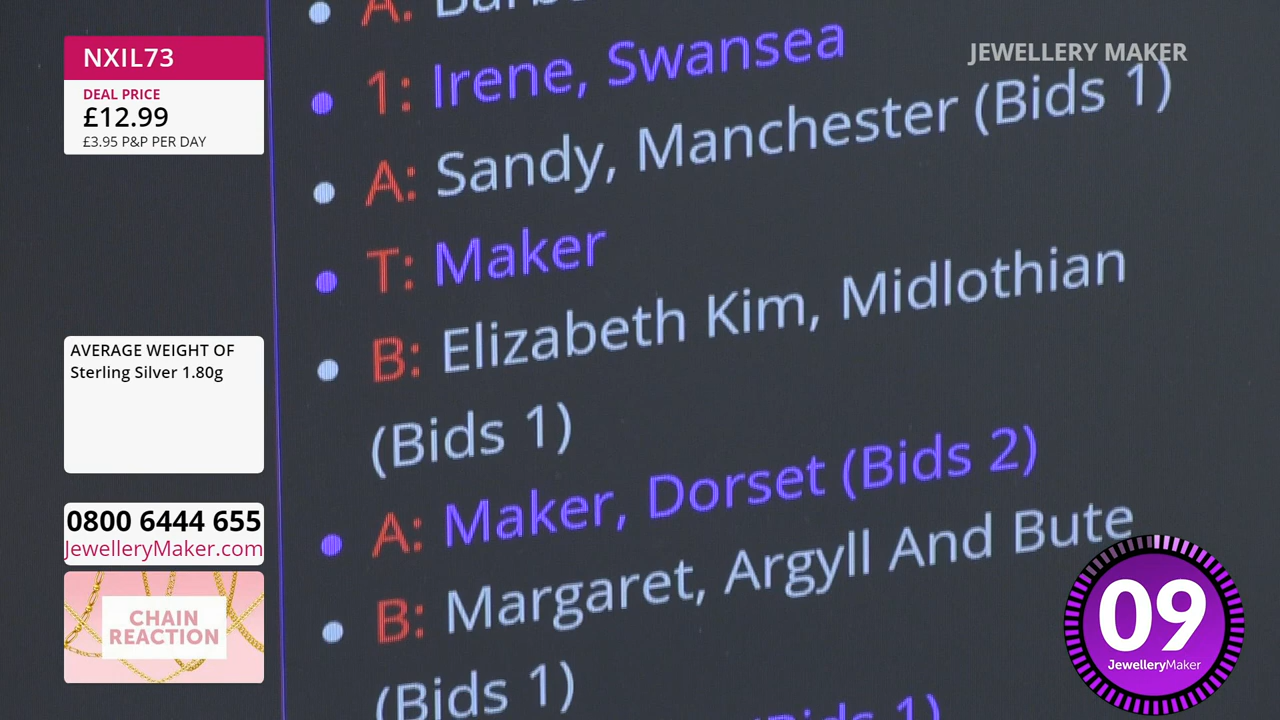 NXIL73
DEAL PRICE
£12.99
£3.95 P&P PER DAY
AVERAGE WEIGHT OF
Sterling Silver 1.80g
0800 6444 655
JewelleryMaker.com
CHAIN
REACTION
JEWELLERY MAKER
A:
1: Irene, Swansea
A: Sandy, Manchester (Bids 1)
T: Maker
B: Elizabeth Kim, Midlothian
(Bids 1)
A: Maker, Dorset (Bids 2)
B: Margaret, Argyll And Bute
(Bids 1)
(Bids 1)
09
JewelleryMaker